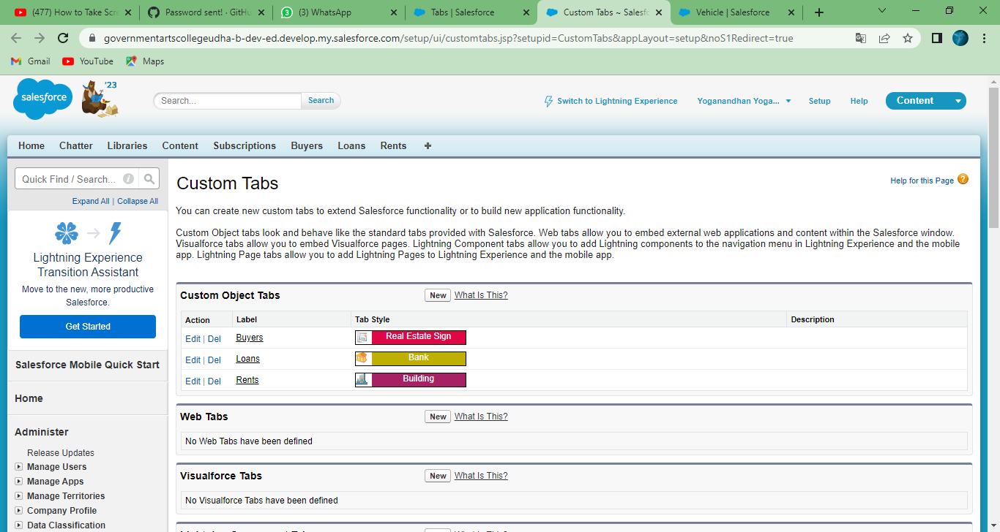 (477) How to Take Scre
Password sent! · GitHu
(3) WhatsApp
Tabs | Salesforce
Custom Tabs ~ Salesf
Vehicle | Salesforce
governmentartscollegeudha-b-dev-ed.develop.my.salesforce.com/setup/ui/customtabs.jsp?setupid=CustomTabs&appLayout=setup&noS1Redirect=true
Gmail YouTube Maps
salesforce '23
Search... Search
Switch to Lightning Experience Yoganandhan Yoga... Setup Help Content
Home Chatter Libraries Content Subscriptions Buyers Loans Rents +
Quick Find / Search...
Expand All | Collapse All
Lightning Experience
Transition Assistant
Move to the new, more productive
Salesforce.
Get Started
Salesforce Mobile Quick Start
Home
Administer
Release Updates
Manage Users
Manage Apps
Manage Territories
Company Profile
Data Classification
Custom Tabs
Help for this Page ?
You can create new custom tabs to extend Salesforce functionality or to build new application functionality.
Custom Object tabs look and behave like the standard tabs provided with Salesforce. Web tabs allow you to embed external web applications and content within the Salesforce window.
Visualforce tabs allow you to embed Visualforce pages. Lightning Component tabs allow you to add Lightning components to the navigation menu in Lightning Experience and the mobile
app. Lightning Page tabs allow you to add Lightning Pages to Lightning Experience and the mobile app.
Custom Object Tabs New What Is This?
Action Label Tab Style Description
Edit | Del Buyers Real Estate Sign
Edit | Del Loans Bank
Edit | Del Rents Building
Web Tabs New What Is This?
No Web Tabs have been defined
Visualforce Tabs New What Is This?
No Visualforce Tabs have been defined